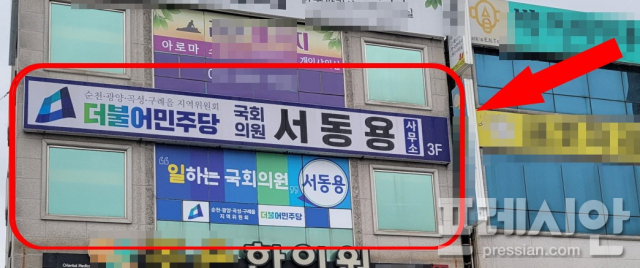 아로마
순천·광양·곡성·구례을 지역위원회
더불어민주당 국회의원 서동용 사무소 3F
"일하는 국회의원" 서동용
순천·광양·곡성·구례을 지역위원회 더불어민주당
한의원
프레시안
pressian.com